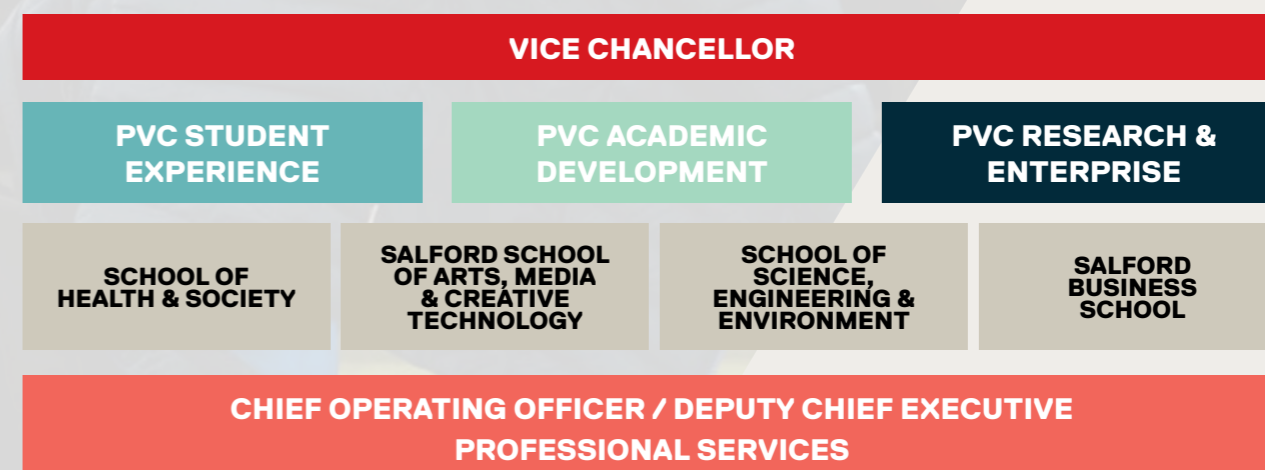 VICE CHANCELLOR
PVC STUDENT
EXPERIENCE
PVC ACADEMIC
DEVELOPMENT
PVC RESEARCH &
ENTERPRISE
SCHOOL OF
HEALTH & SOCIETY
SALFORD SCHOOL
OF ARTS, MEDIA
& CREATIVE
TECHNOLOGY
SCHOOL OF
SCIENCE,
ENGINEERING &
ENVIRONMENT
SALFORD
BUSINESS
SCHOOL
CHIEF OPERATING OFFICER / DEPUTY CHIEF EXECUTIVE
PROFESSIONAL SERVICES